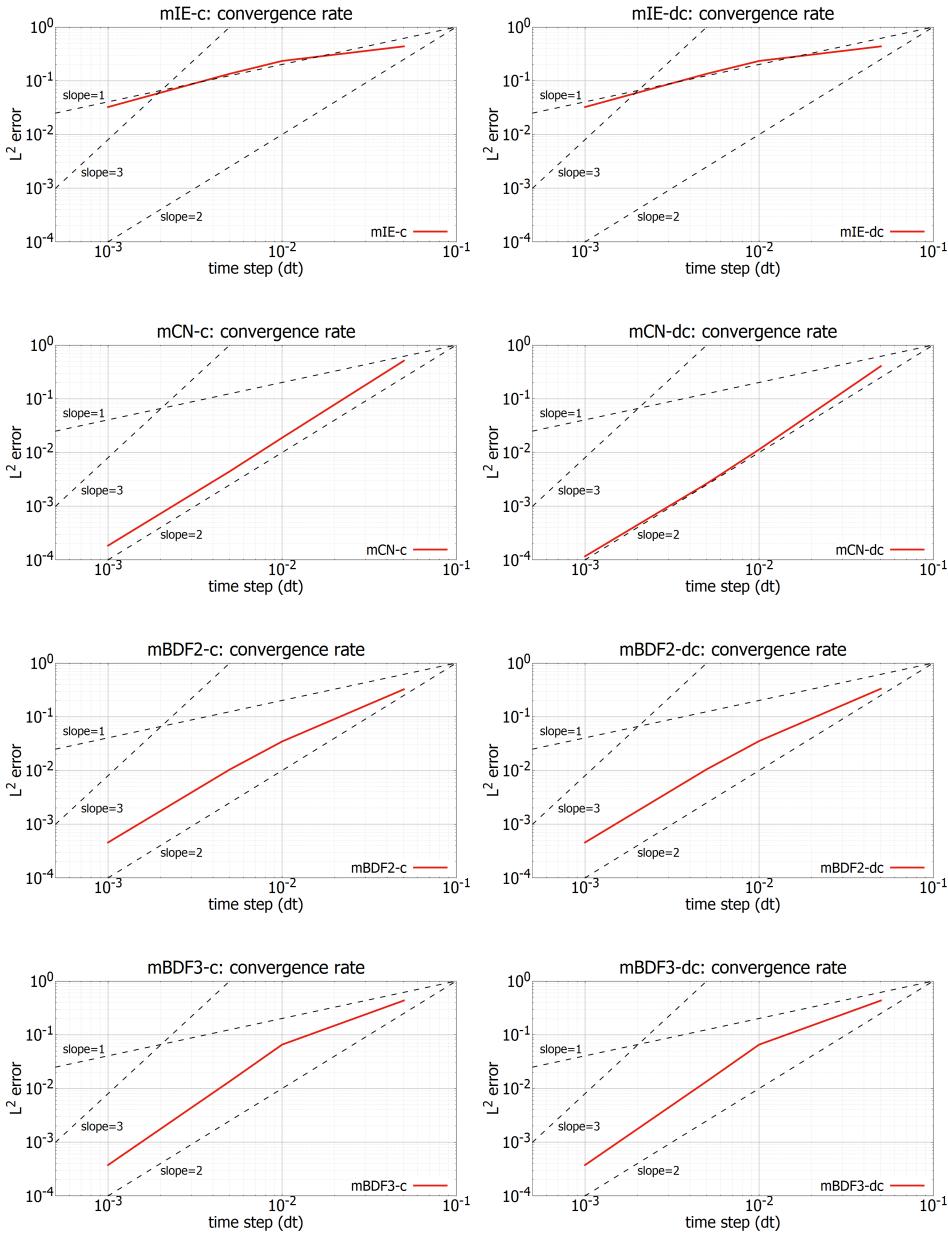 mIE-c: convergence rate
10^0
10^-1
10^-2
10^-3
10^-4
L^2 error
slope=1
slope=3
slope=2
mIE-c
10^-3
10^-2
10^-1
time step (dt)
mIE-dc: convergence rate
10^0
10^-1
10^-2
10^-3
10^-4
L^2 error
slope=1
slope=3
slope=2
mIE-dc
10^-3
10^-2
10^-1
time step (dt)
mCN-c: convergence rate
10^0
10^-1
10^-2
10^-3
10^-4
L^2 error
slope=1
slope=3
slope=2
mCN-c
10^-3
10^-2
10^-1
time step (dt)
mCN-dc: convergence rate
10^0
10^-1
10^-2
10^-3
10^-4
L^2 error
slope=1
slope=3
slope=2
mCN-dc
10^-3
10^-2
10^-1
time step (dt)
mBDF2-c: convergence rate
10^0
10^-1
10^-2
10^-3
10^-4
L^2 error
slope=1
slope=3
slope=2
mBDF2-c
10^-3
10^-2
10^-1
time step (dt)
mBDF2-dc: convergence rate
10^0
10^-1
10^-2
10^-3
10^-4
L^2 error
slope=1
slope=3
slope=2
mBDF2-dc
10^-3
10^-2
10^-1
time step (dt)
mBDF3-c: convergence rate
10^0
10^-1
10^-2
10^-3
10^-4
L^2 error
slope=1
slope=3
slope=2
mBDF3-c
10^-3
10^-2
10^-1
time step (dt)
mBDF3-dc: convergence rate
10^0
10^-1
10^-2
10^-3
10^-4
L^2 error
slope=1
slope=3
slope=2
mBDF3-dc
10^-3
10^-2
10^-1
time step (dt)